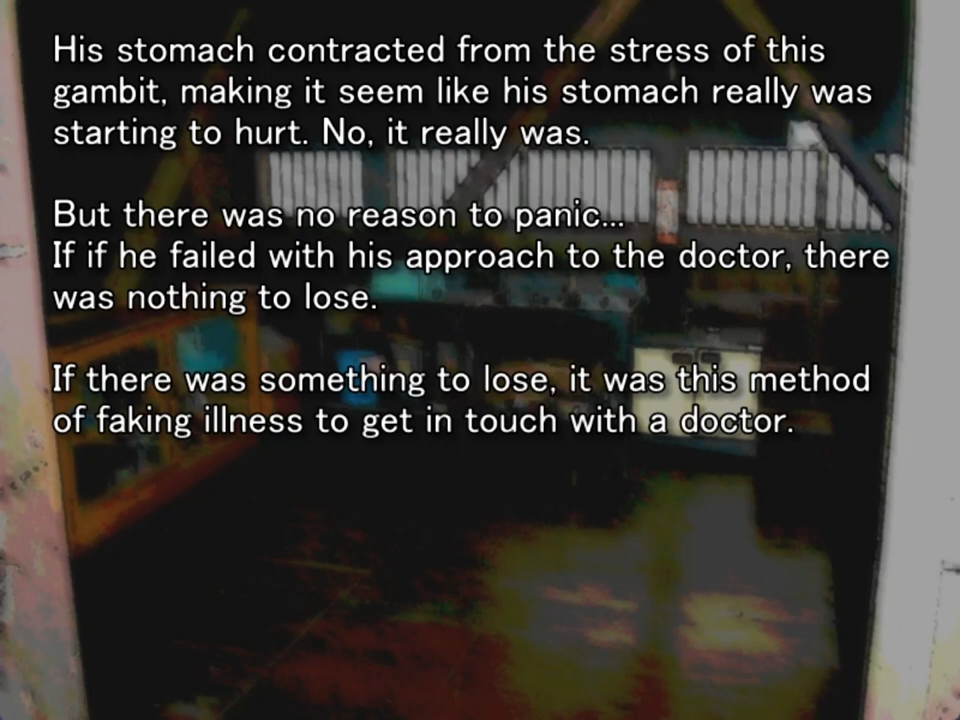 His stomach contracted from the stress of this
gambit, making it seem like his stomach really was
starting to hurt. No, it really was.
But there was no reason to panic...
If if he failed with his approach to the doctor, there
was nothing to lose.
If there was something to lose, it was this method
of faking illness to get in touch with a doctor.